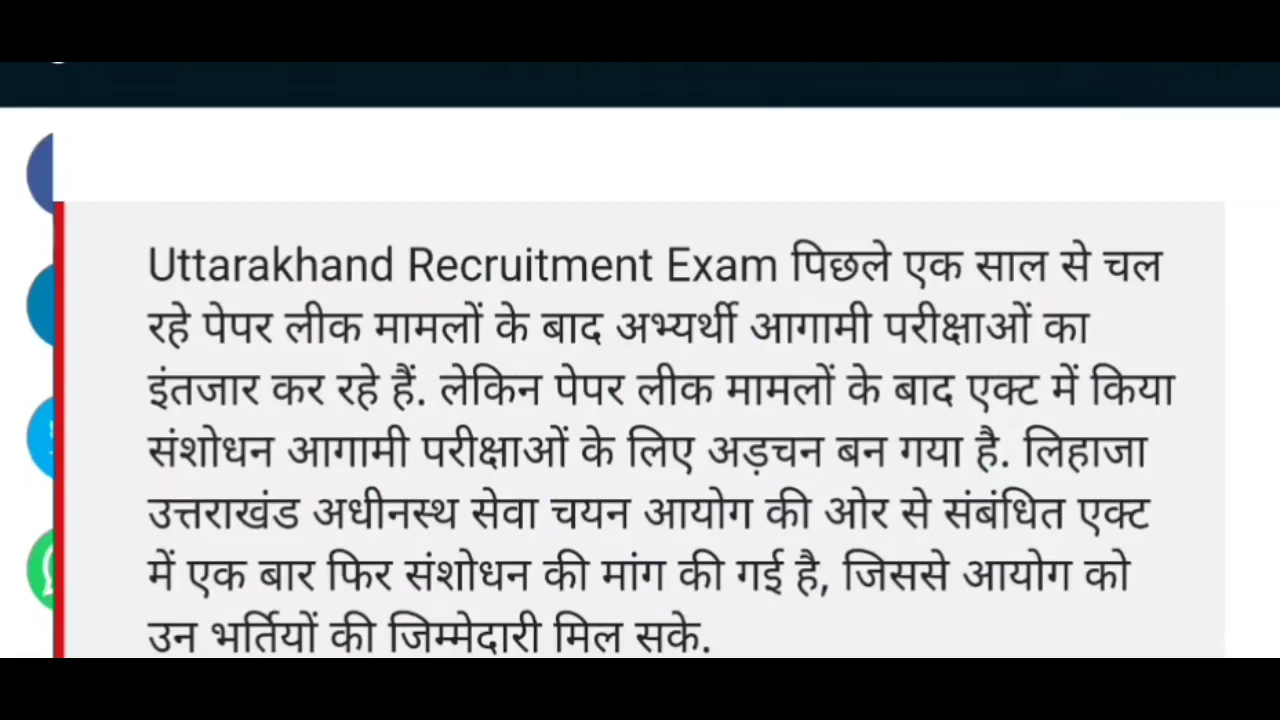 Uttarakhand Recruitment Exam पिछले एक साल से चल
रहे पेपर लीक मामलों के बाद अभ्यर्थी आगामी परीक्षाओं का
इंतजार कर रहे हैं. लेकिन पेपर लीक मामलों के बाद एक्ट में किया
संशोधन आगामी परीक्षाओं के लिए अड़चन बन गया है. लिहाजा
उत्तराखंड अधीनस्थ सेवा चयन आयोग की ओर से संबंधित एक्ट
में एक बार फिर संशोधन की मांग की गई है, जिससे आयोग को
उन भर्तियों की जिम्मेदारी मिल सके.